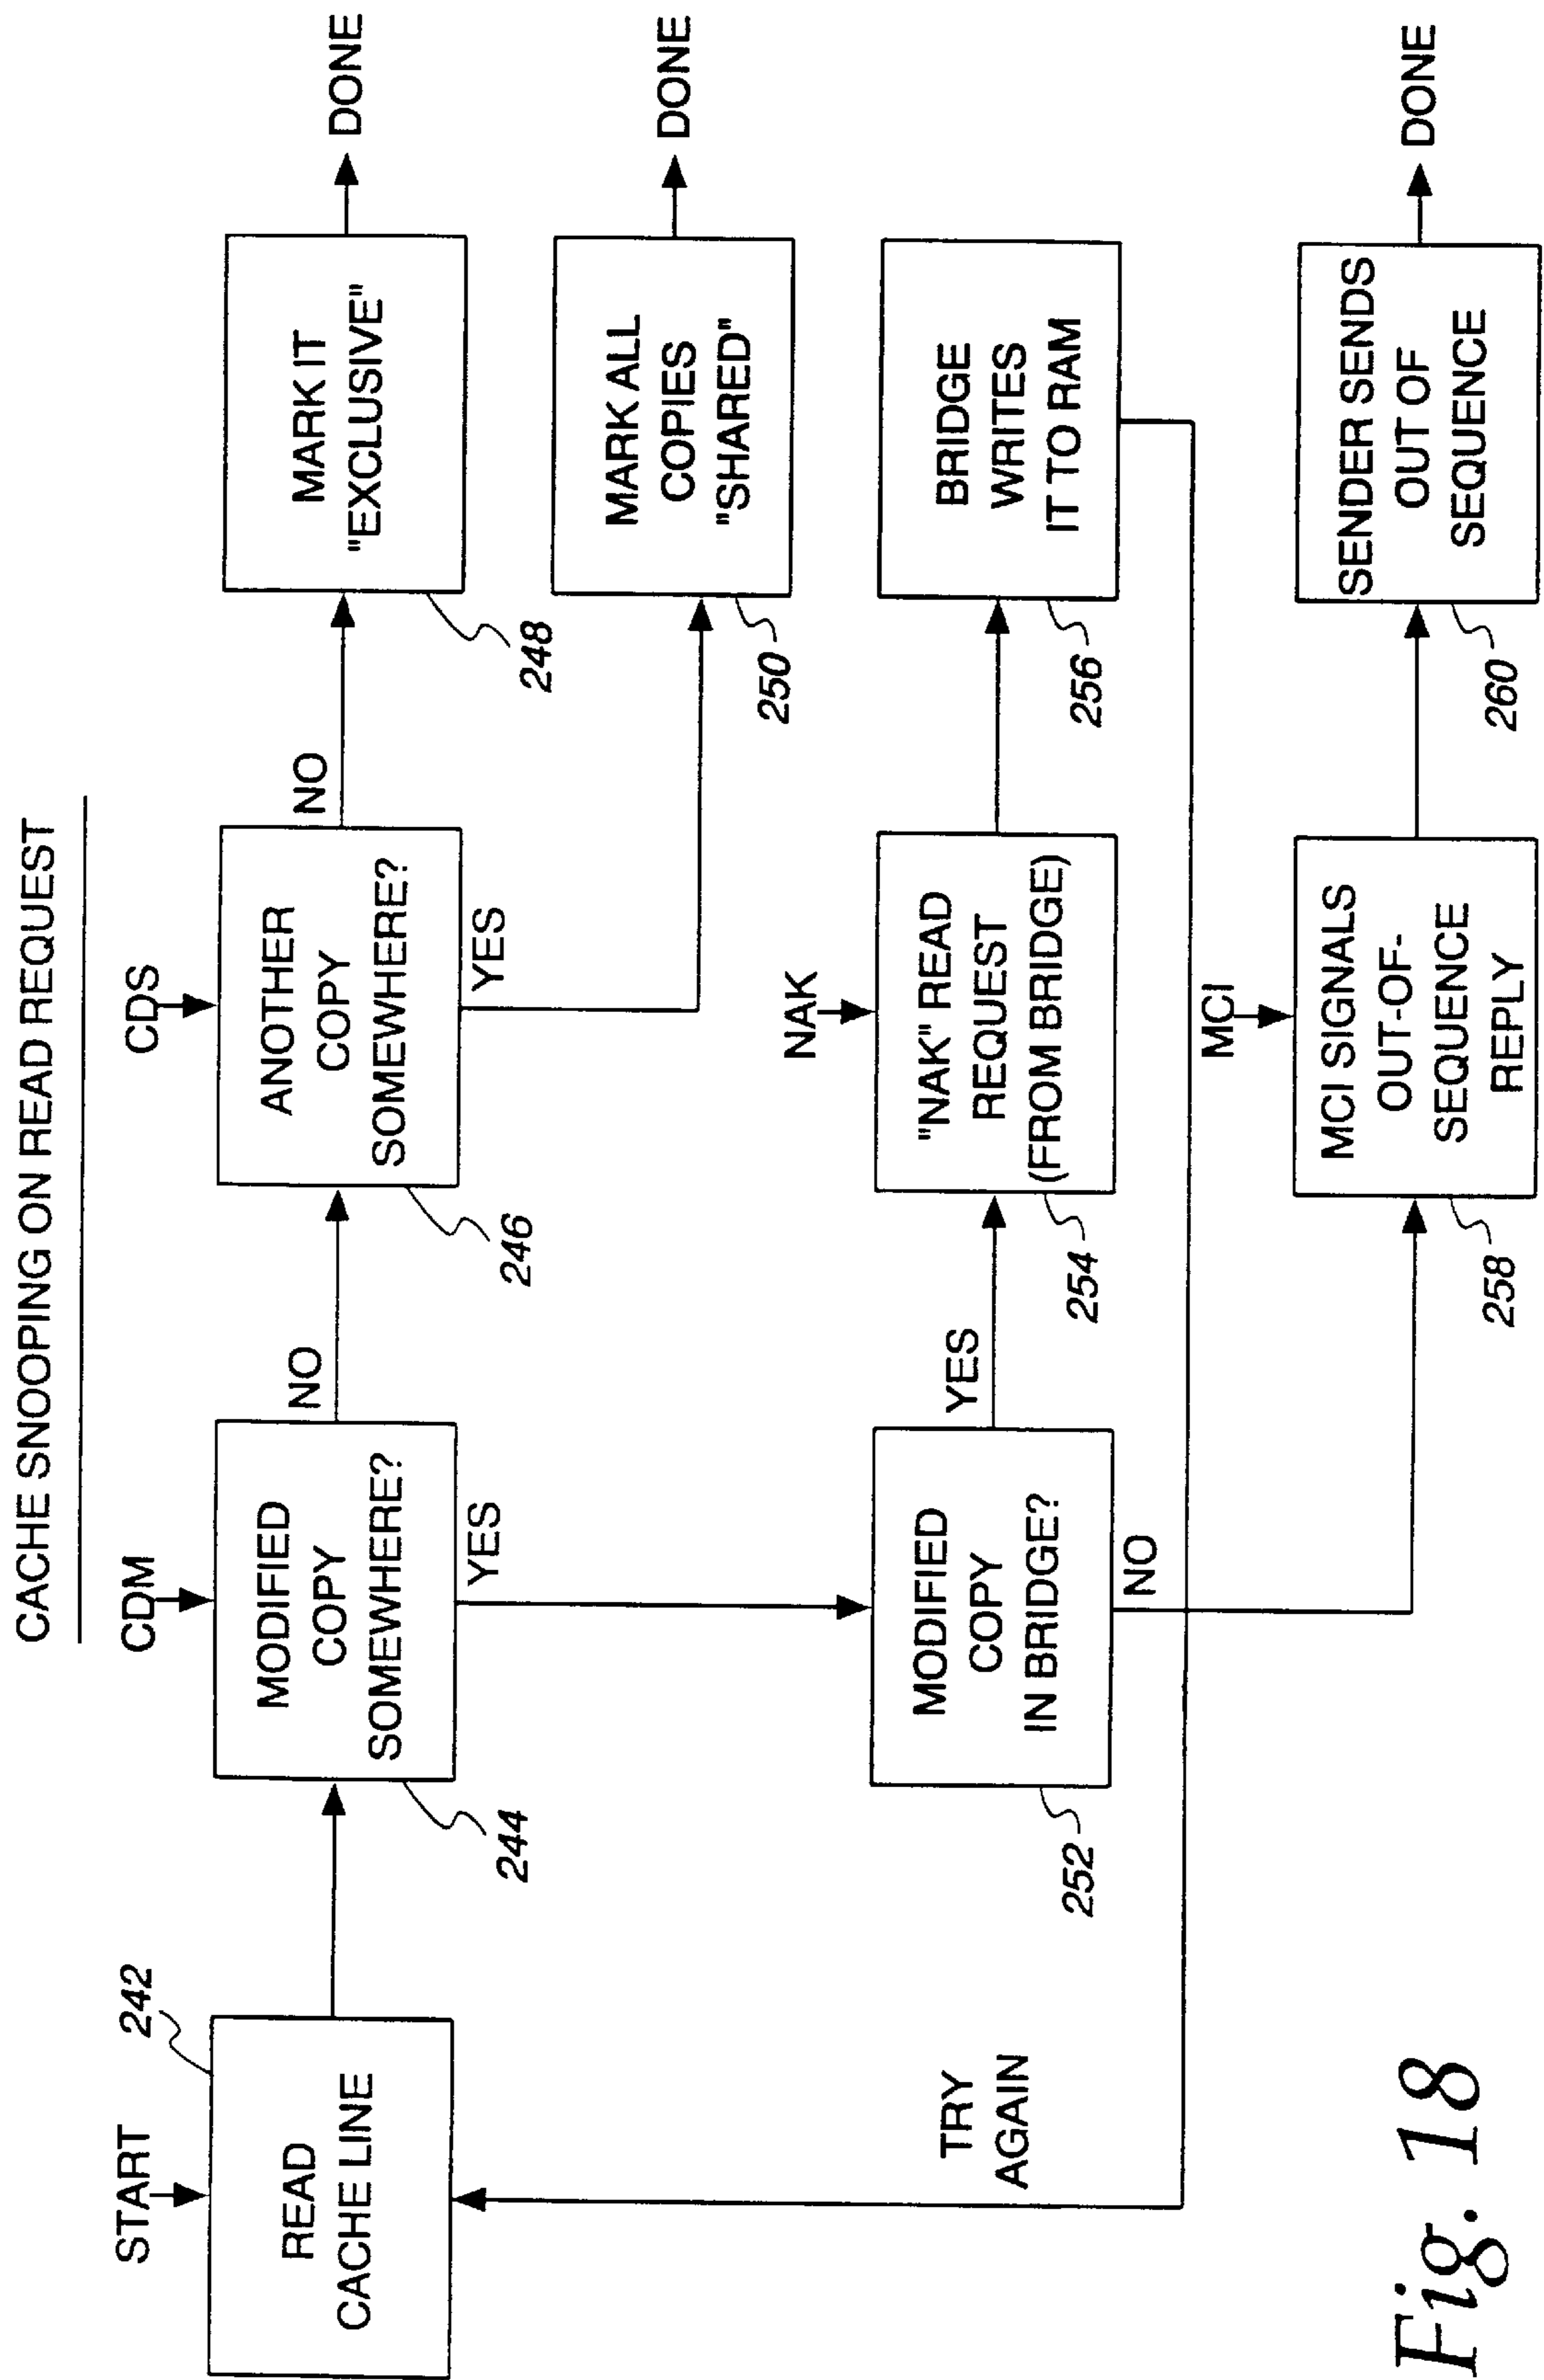 CACHE SNOOPING ON READ REQUEST
START
242
READ
CACHE LINE
CDM
MODIFIED
COPY
SOMEWHERE?
244
NO
YES
CDS
ANOTHER
COPY
SOMEWHERE?
246
NO
YES
MARK IT
"EXCLUSIVE"
248
DONE
MARK ALL
COPIES
"SHARED"
250
DONE
MODIFIED
COPY
IN BRIDGE?
252
YES
NO
NAK
"NAK" READ
REQUEST
(FROM BRIDGE)
254
BRIDGE
WRITES
IT TO RAM
256
TRY
AGAIN
MCI
MCI SIGNALS
OUT-OF-
SEQUENCE
REPLY
258
SENDER SENDS
OUT OF
SEQUENCE
260
DONE
Fig. 18